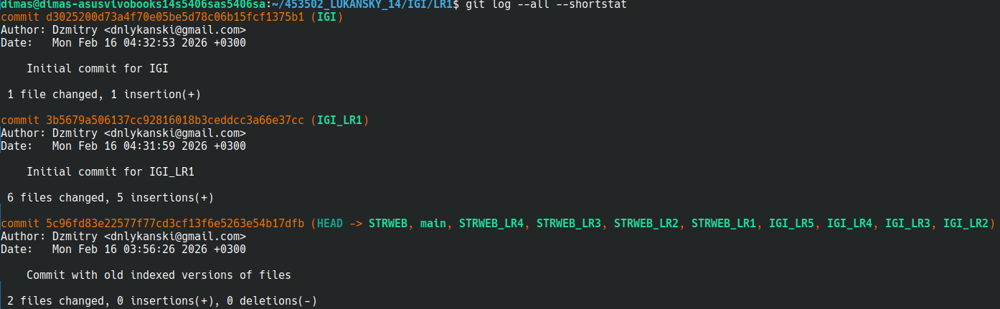 dimas@dimas-asusvivobooks14s5406sas5406sa:~/453502_LUKANSKY_14/IGI/LR1$ git log --all --shortstat
commit d3025200d73a4f70e05be5d78c06b15fcf1375b1 (IGI)
Author: Dzmitry <dnlykanski@gmail.com>
Date:   Mon Feb 16 04:32:53 2026 +0300

    Initial commit for IGI

 1 file changed, 1 insertion(+)

commit 3b5679a506137cc92816018b3ceddcc3a66e37cc (IGI_LR1)
Author: Dzmitry <dnlykanski@gmail.com>
Date:   Mon Feb 16 04:31:59 2026 +0300

    Initial commit for IGI_LR1

 6 files changed, 5 insertions(+)

commit 5c96fd83e22577f77cd3cf13f6e5263e54b17dfb (HEAD -> STRWEB, main, STRWEB_LR4, STRWEB_LR3, STRWEB_LR2, STRWEB_LR1, IGI_LR5, IGI_LR4, IGI_LR3, IGI_LR2)
Author: Dzmitry <dnlykanski@gmail.com>
Date:   Mon Feb 16 03:56:26 2026 +0300

    Commit with old indexed versions of files

 2 files changed, 0 insertions(+), 0 deletions(-)